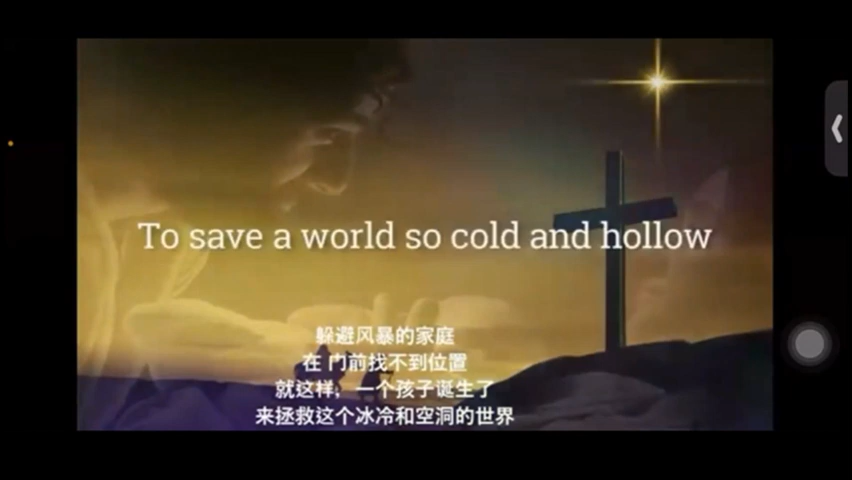 To save a world so cold and hollow
躲避风暴的家庭
在 门前找不到位置
就这样，一个孩子诞生了
来拯救这个冰冷和空洞的世界